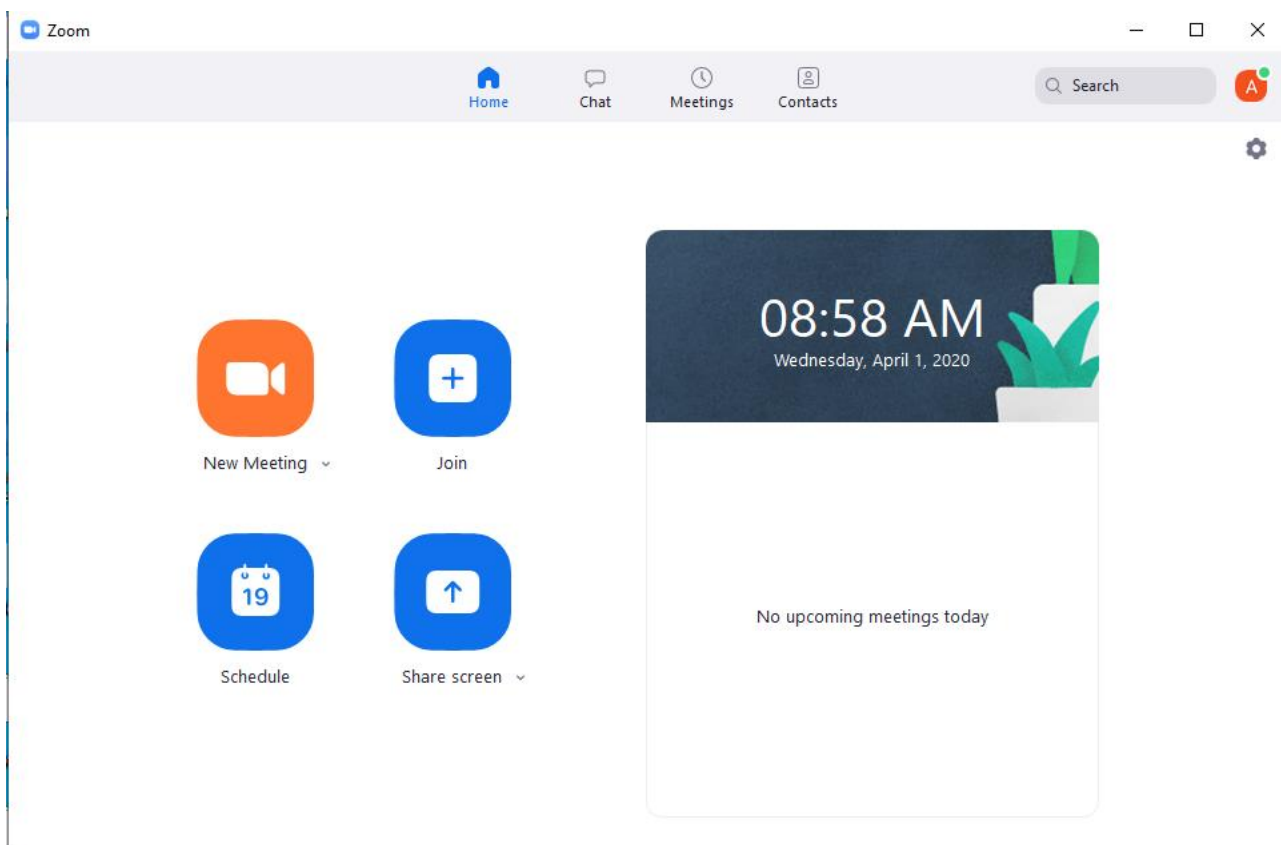 Zoom
Home
Chat
Meetings
Contacts
Search
A
08:58 AM
Wednesday, April 1, 2020
New Meeting
Join
19
Schedule
Share screen
No upcoming meetings today